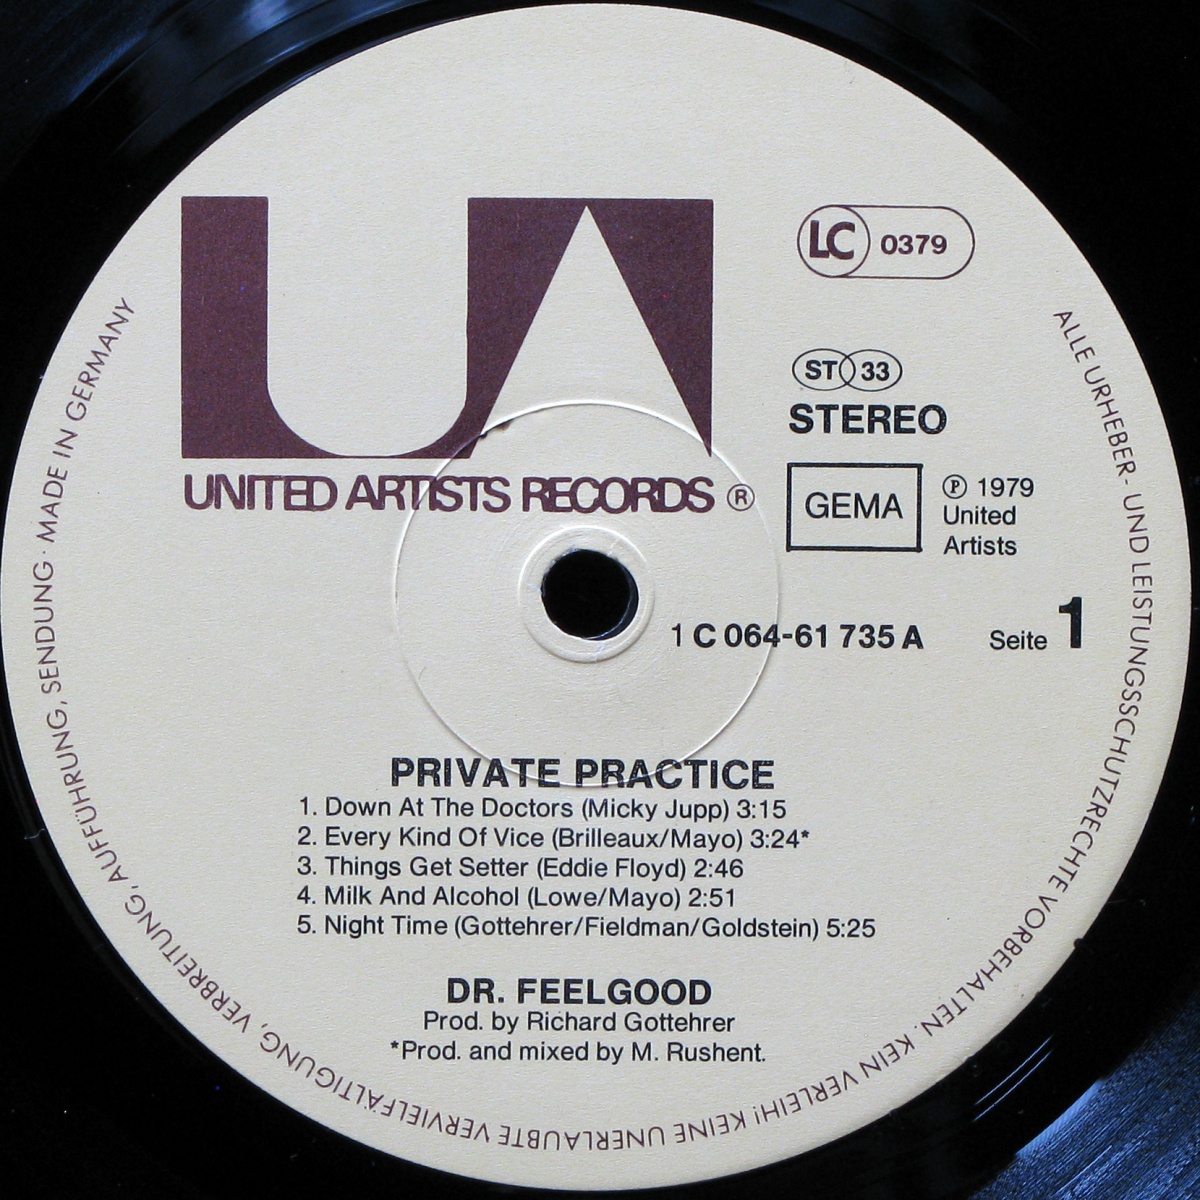 UA
UNITED ARTISTS RECORDS ®
LC 0379
ST 33
STEREO
GEMA
Ⓟ 1979
United
Artists
1 C 064-61 735 A
Seite 1
PRIVATE PRACTICE
1. Down At The Doctors (Micky Jupp) 3:15
2. Every Kind Of Vice (Brilleaux/Mayo) 3:24*
3. Things Get Setter (Eddie Floyd) 2:46
4. Milk And Alcohol (Lowe/Mayo) 2:51
5. Night Time (Gottehrer/Fieldman/Goldstein) 5:25
DR. FEELGOOD
Prod. by Richard Gottehrer
*Prod. and mixed by M. Rushent.
ALLE URHEBER- UND LEISTUNGSSCHUTZRECHTE VORBEHALTEN. KEIN VERLEIH! KEINE UNERLAUBTE VERVIELFÄLTIGUNG, VERBREITUNG, AUFFÜHRUNG, SENDUNG · MADE IN GERMANY